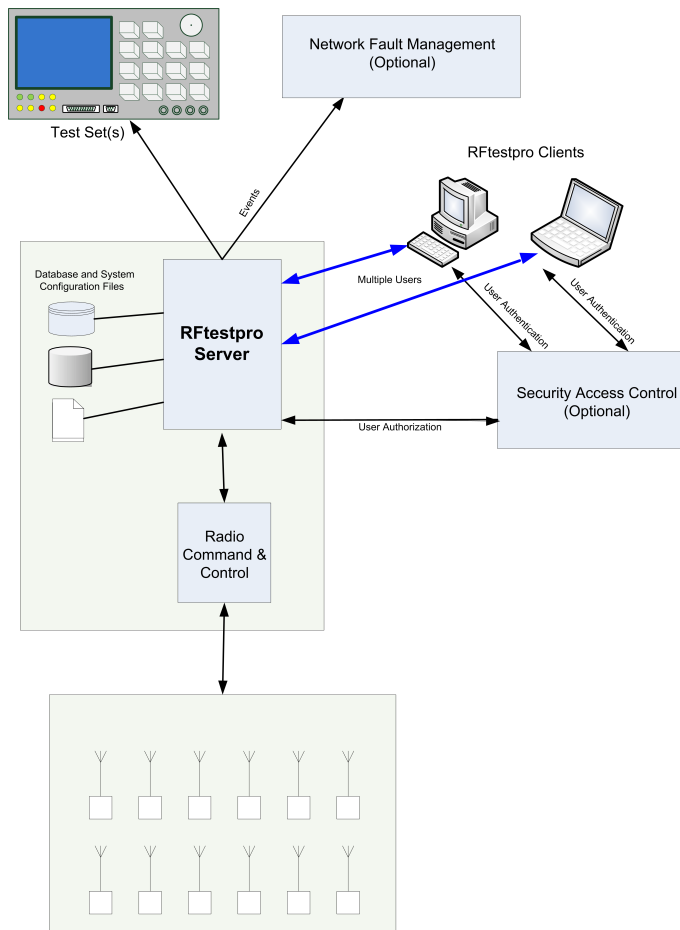 Network Fault Management
(Optional)
Test Set(s)
RFtestpro Clients
Events
Multiple Users
User Authentication
User Authentication
Database and System
Configuration Files
RFtestpro
Server
Security Access Control
(Optional)
User Authorization
Radio
Command &
Control